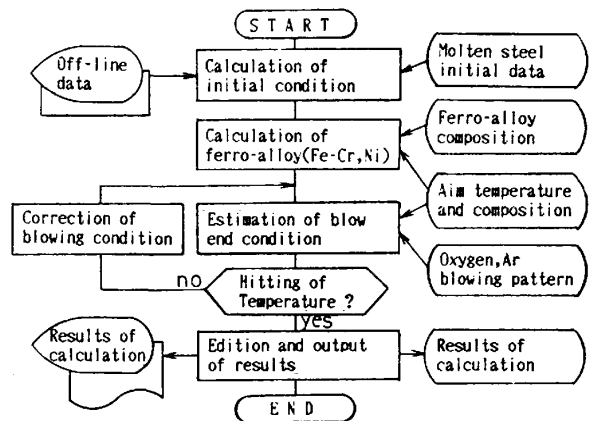 START
Off-line
data
Calculation of
initial condition
Molten steel
initial data
Calculation of
ferro-alloy(Fe-Cr,Ni)
Ferro-alloy
composition
Aim temperature
and composition
Correction of
blowing condition
Estimation of blow
end condition
Oxygen,Ar
blowing pattern
no
Hitting of
Temperature ?
yes
Results of
calculation
Edition and output
of results
Results of
calculation
END